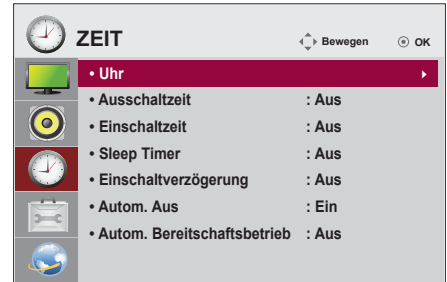 ZEIT
Bewegen
OK
• Uhr
• Ausschaltzeit : Aus
• Einschaltzeit : Aus
• Sleep Timer : Aus
• Einschaltverzögerung : Aus
• Autom. Aus : Ein
• Autom. Bereitschaftsbetrieb : Aus